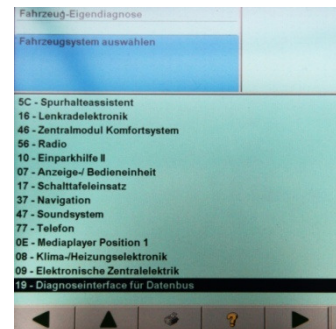 Fahrzeug-Eigendiagnose
Fahrzeugsystem auswählen
5C - Spurhalteassistent
16 - Lenkradelektronik
46 - Zentralmodul Komfortsystem
56 - Radio
10 - Einparkhilfe II
07 - Anzeige-/ Bedieneinheit
17 - Schalttafeleinsatz
37 - Navigation
47 - Soundsystem
77 - Telefon
0E - Mediaplayer Position 1
08 - Klima-/Heizungselektronik
09 - Elektronische Zentralelektrik
19 - Diagnoseinterface für Datenbus
?